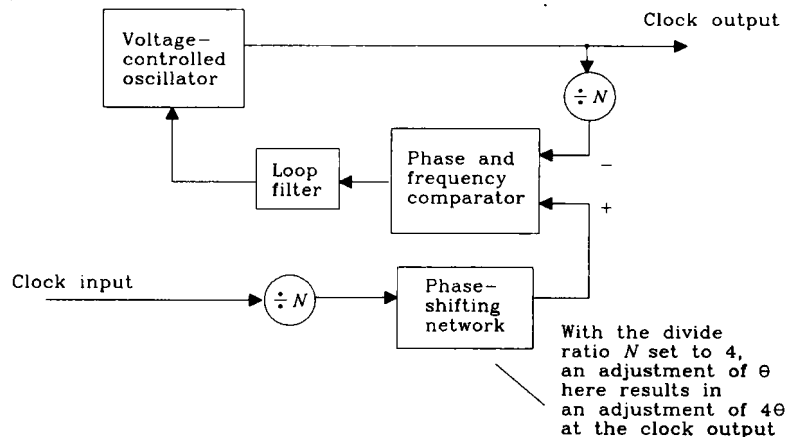 Clock output
Voltage-
controlled
oscillator
÷ N
Phase and
frequency
comparator
−
+
Loop
filter
Clock input
÷ N
Phase-
shifting
network
With the divide
ratio N set to 4,
an adjustment of θ
here results in
an adjustment of 4θ
at the clock output